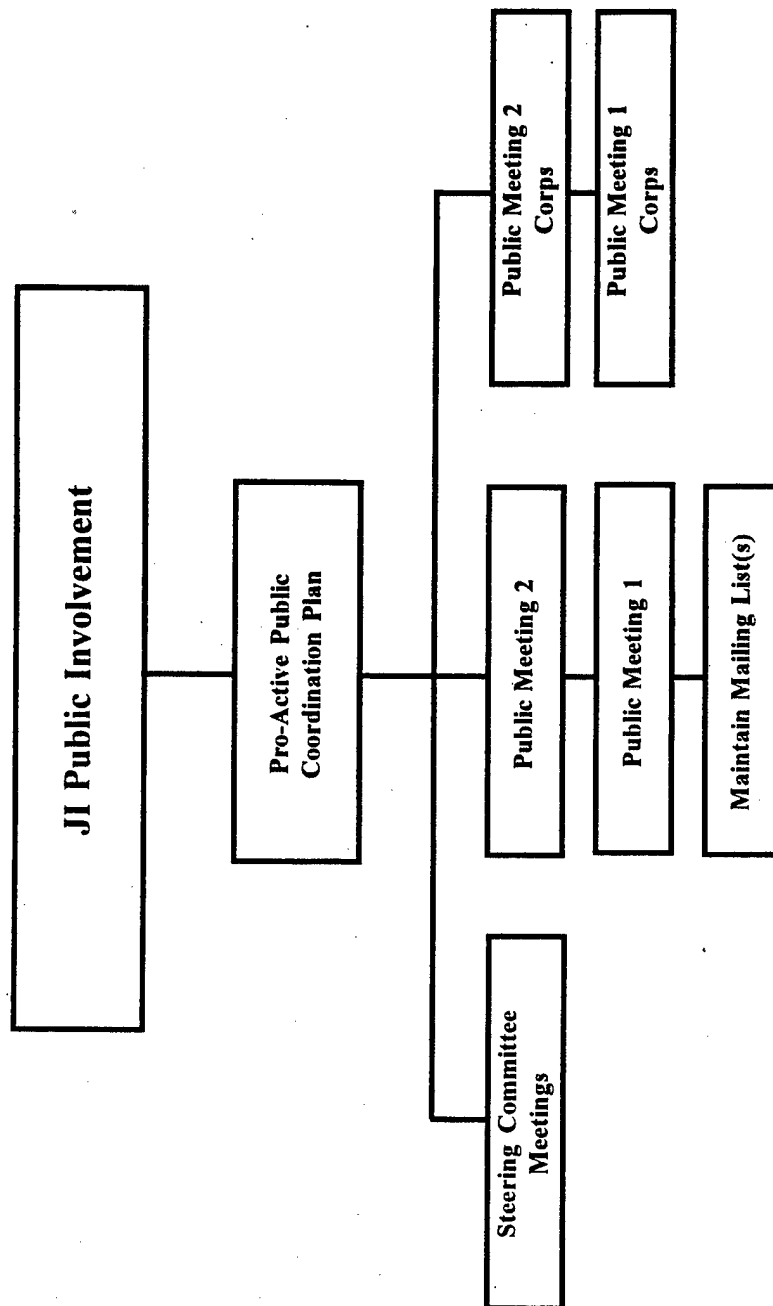 JI Public Involvement
Pro-Active Public
Coordination Plan
Steering Committee
Meetings
Public Meeting 2
Public Meeting 1
Maintain Mailing List(s)
Public Meeting 2
Corps
Public Meeting 1
Corps